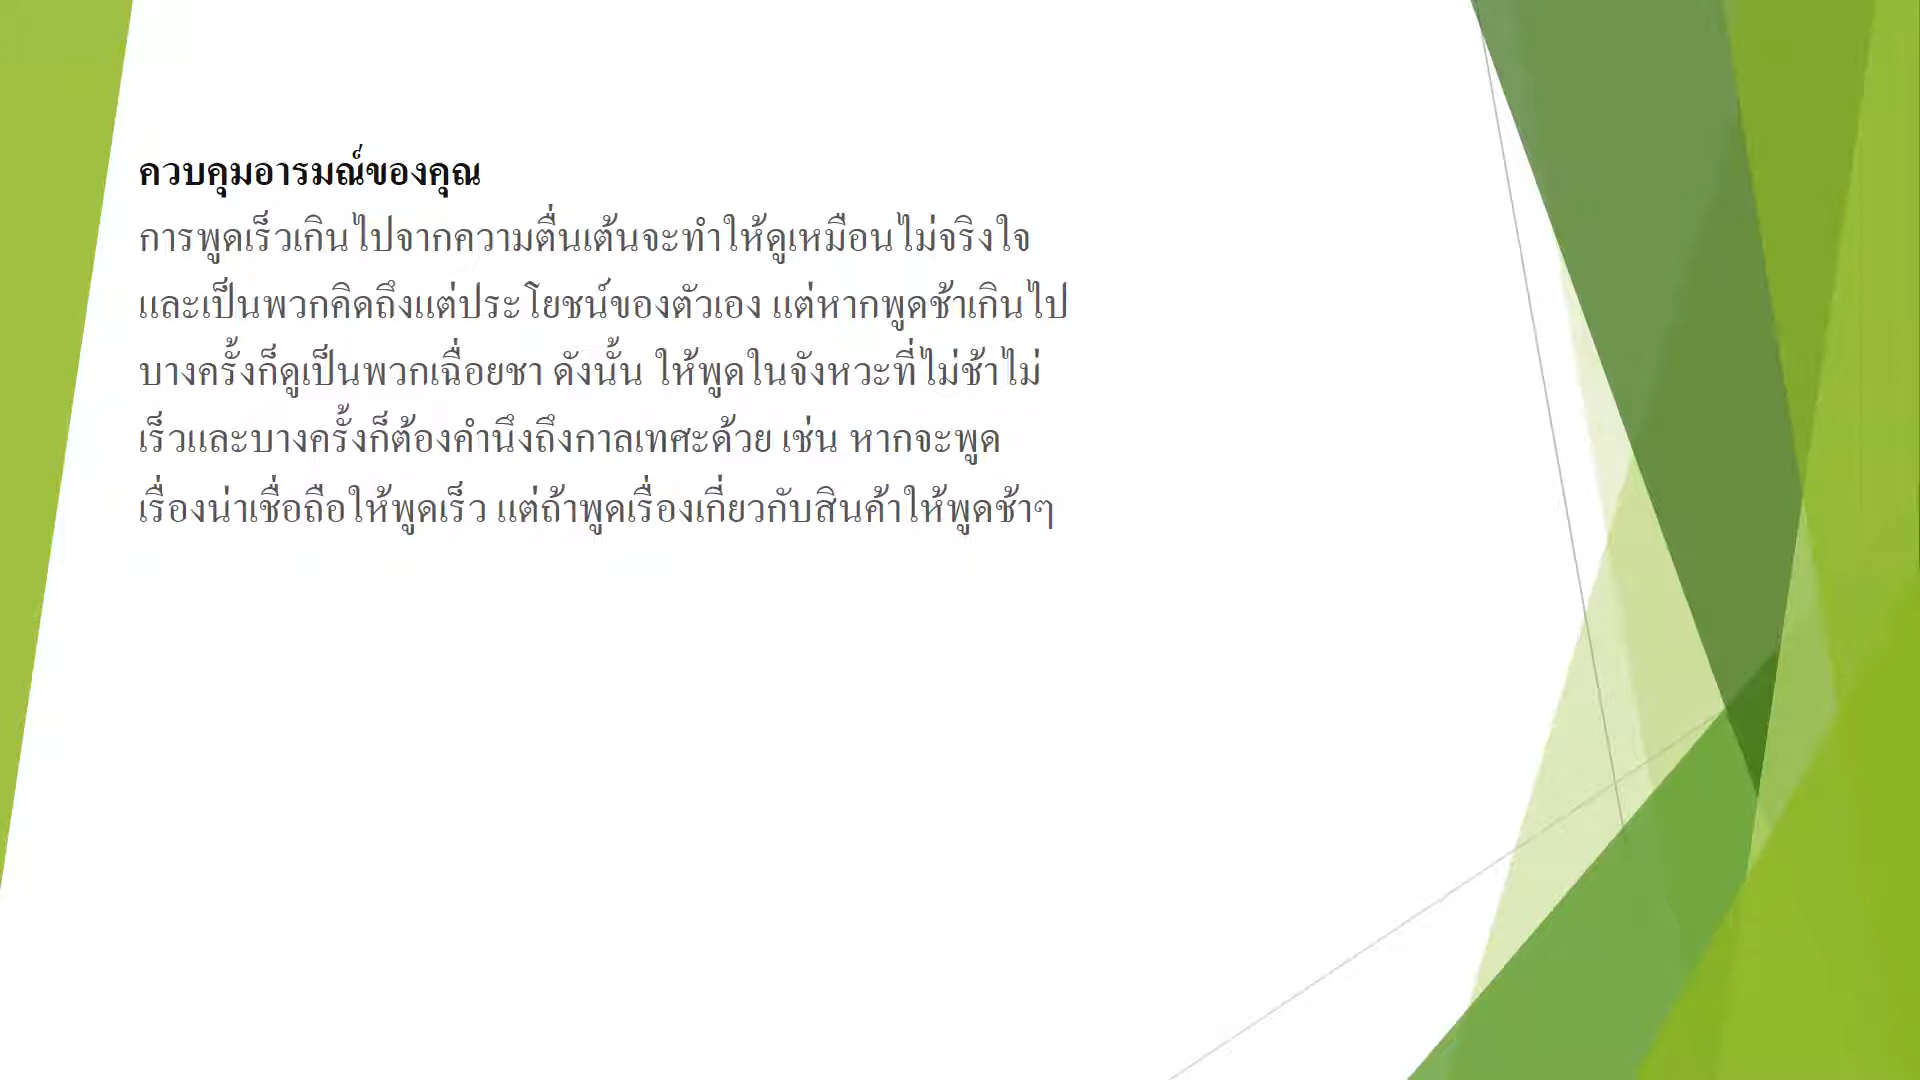 ควบคุมอารมณ์ของคุณ
การพูดเร็วเกินไปจากความตื่นเต้นจะทำให้ดูเหมือนไม่จริงใจ
และเป็นพวกคิดถึงแต่ประโยชน์ของตัวเอง แต่หากพูดช้าเกินไป
บางครั้งก็ดูเป็นพวกเฉื่อยชา ดังนั้น ให้พูดในจังหวะที่ไม่ช้าไม่
เร็วและบางครั้งก็ต้องคำนึงถึงกาลเทศะด้วย เช่น หากจะพูด
เรื่องน่าเชื่อถือให้พูดเร็ว แต่ถ้าพูดเรื่องเกี่ยวกับสินค้าให้พูดช้าๆ